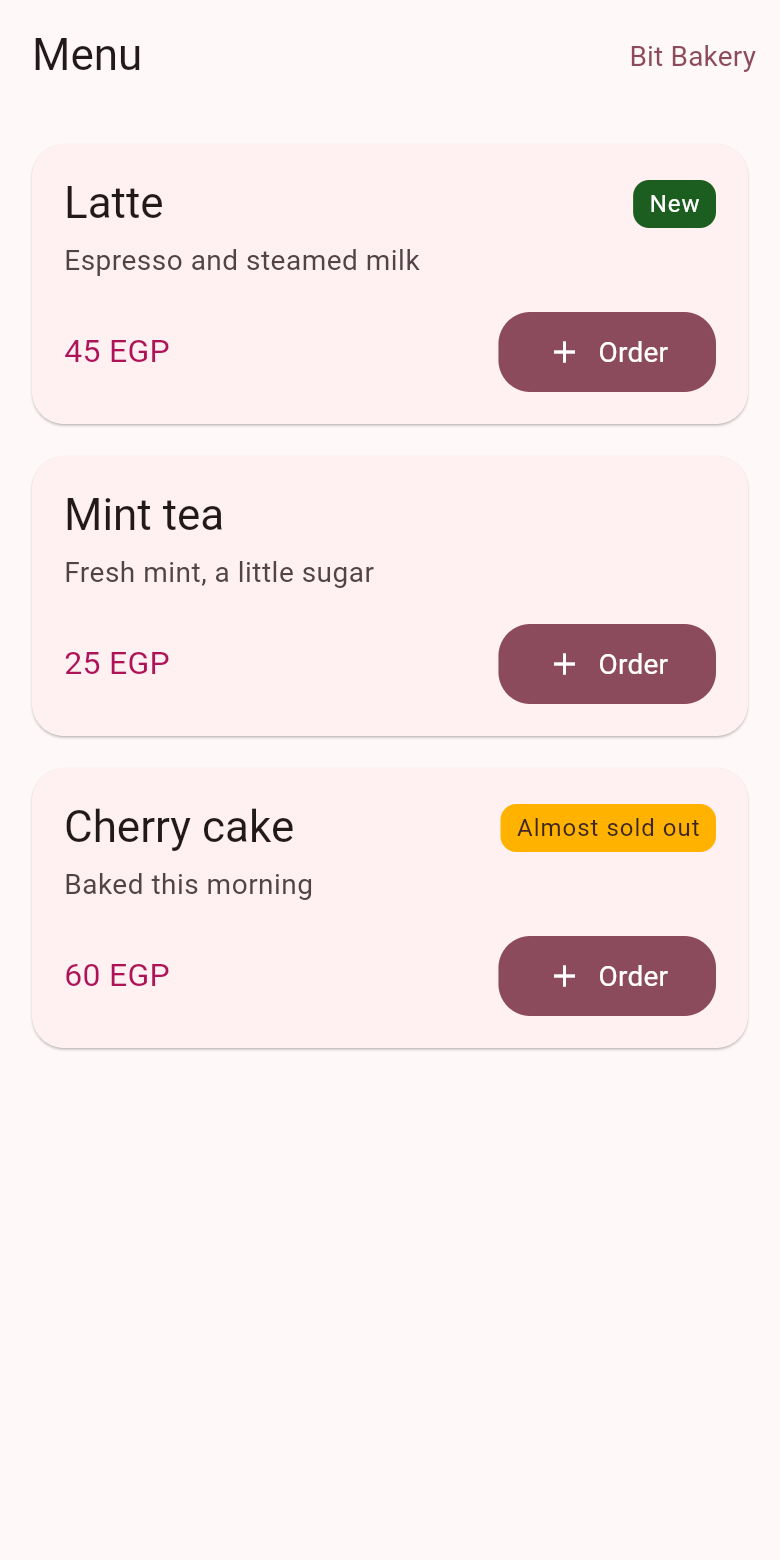 Menu
Bit Bakery
Latte
New
Espresso and steamed milk
45 EGP
+ Order
Mint tea
Fresh mint, a little sugar
25 EGP
+ Order
Cherry cake
Almost sold out
Baked this morning
60 EGP
+ Order